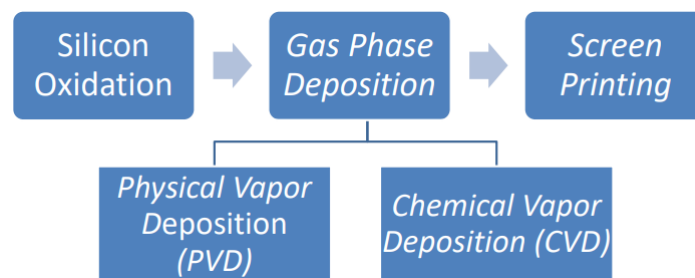 Silicon
Oxidation
Gas Phase
Deposition
Screen
Printing
Physical Vapor
Deposition
(PVD)
Chemical Vapor
Deposition (CVD)